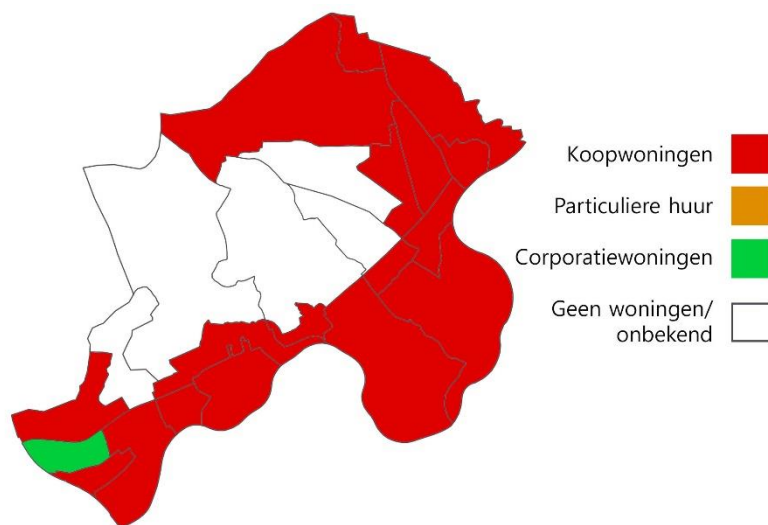 Koopwoningen
Particuliere huur
Corporatiewoningen
Geen woningen/
onbekend